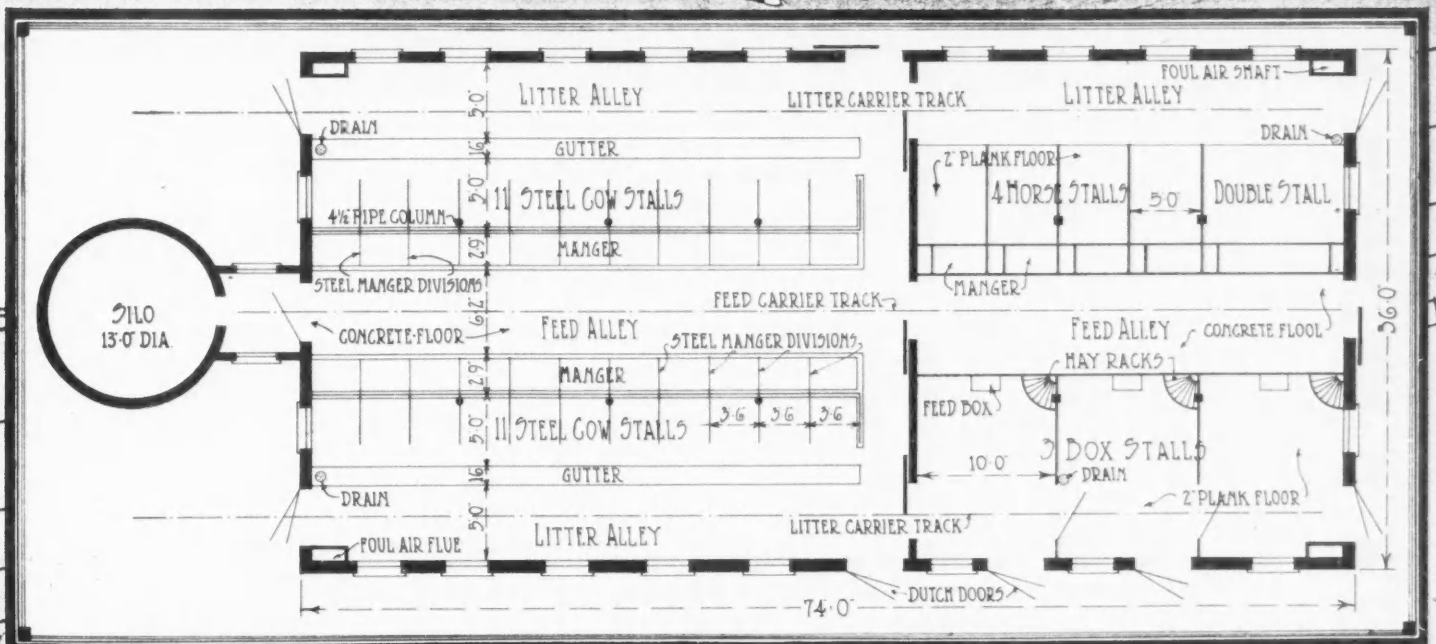 FOUL AIR SHAFT
LITTER ALLEY
LITTER CARRIER TRACK
LITTER ALLEY
5'-0"
DRAIN
DRAIN
16"
GUTTER
2" PLANK FLOOR
5'-0"
11 STEEL COW STALLS
4 HORSE STALLS
5'-0"
DOUBLE STALL
4½" PIPE COLUMN
2'-9"
MANGER
STEEL MANGER DIVISIONS
MANGER
FEED CARRIER TRACK
SILO
13'-0" DIA.
6'-2"
CONCRETE-FLOOR
FEED ALLEY
FEED ALLEY
CONCRETE FLOOL
36'-0"
STEEL MANGER DIVISIONS
HAY RACKS
2'-9"
MANGER
FEED BOX
5'-0"
11 STEEL COW STALLS
3'-6
3'-6
3'-6
3 BOX STALLS
10'-0"
16"
GUTTER
DRAIN
DRAIN
2" PLANK FLOOR
5'-0"
LITTER CARRIER TRACK
LITTER ALLEY
FOUL AIR FLUE
DUTCH DOORS
74'-0"